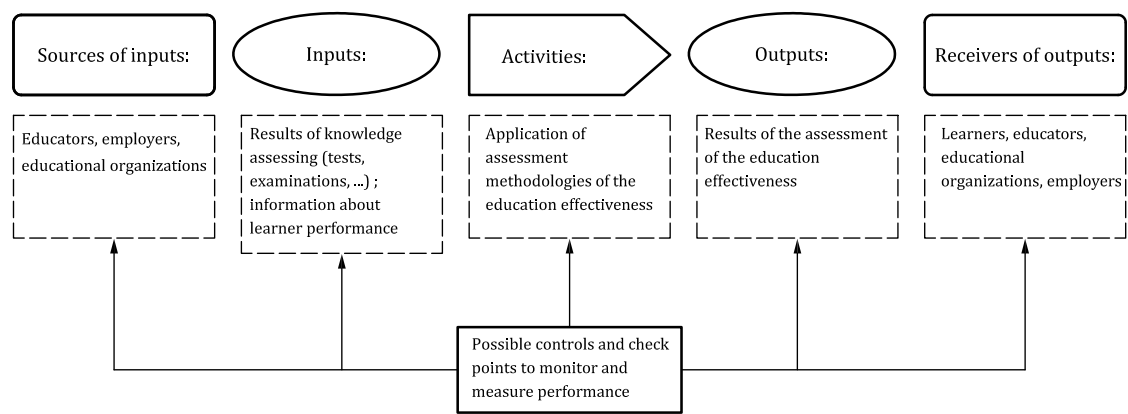 Sources of inputs:
Inputs:
Activities:
Outputs:
Receivers of outputs:
Educators, employers,
educational organizations
Results of knowledge
assessing (tests,
examinations, ...) ;
information about
learner performance
Application of
assessment
methodologies of the
education effectiveness
Results of the assessment
of the education
effectiveness
Learners, educators,
educational
organizations, employers
Possible controls and check
points to monitor and
measure performance